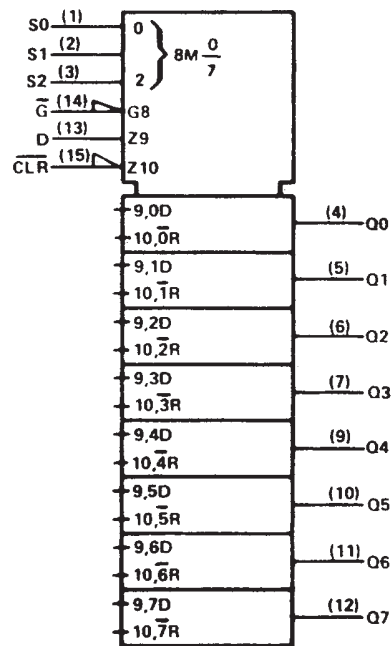 S0 (1) 0
S1 (2) 8M 0/7
S2 (3) 2
G̅ (14) G8
D (13) Z9
C̅L̅R̅ (15) Z10
9,0D (4) Q0
10,0̅R
9,1D (5) Q1
10,1̅R
9,2D (6) Q2
10,2̅R
9,3D (7) Q3
10,3̅R
9,4D (9) Q4
10,4̅R
9,5D (10) Q5
10,5̅R
9,6D (11) Q6
10,6̅R
9,7D (12) Q7
10,7̅R